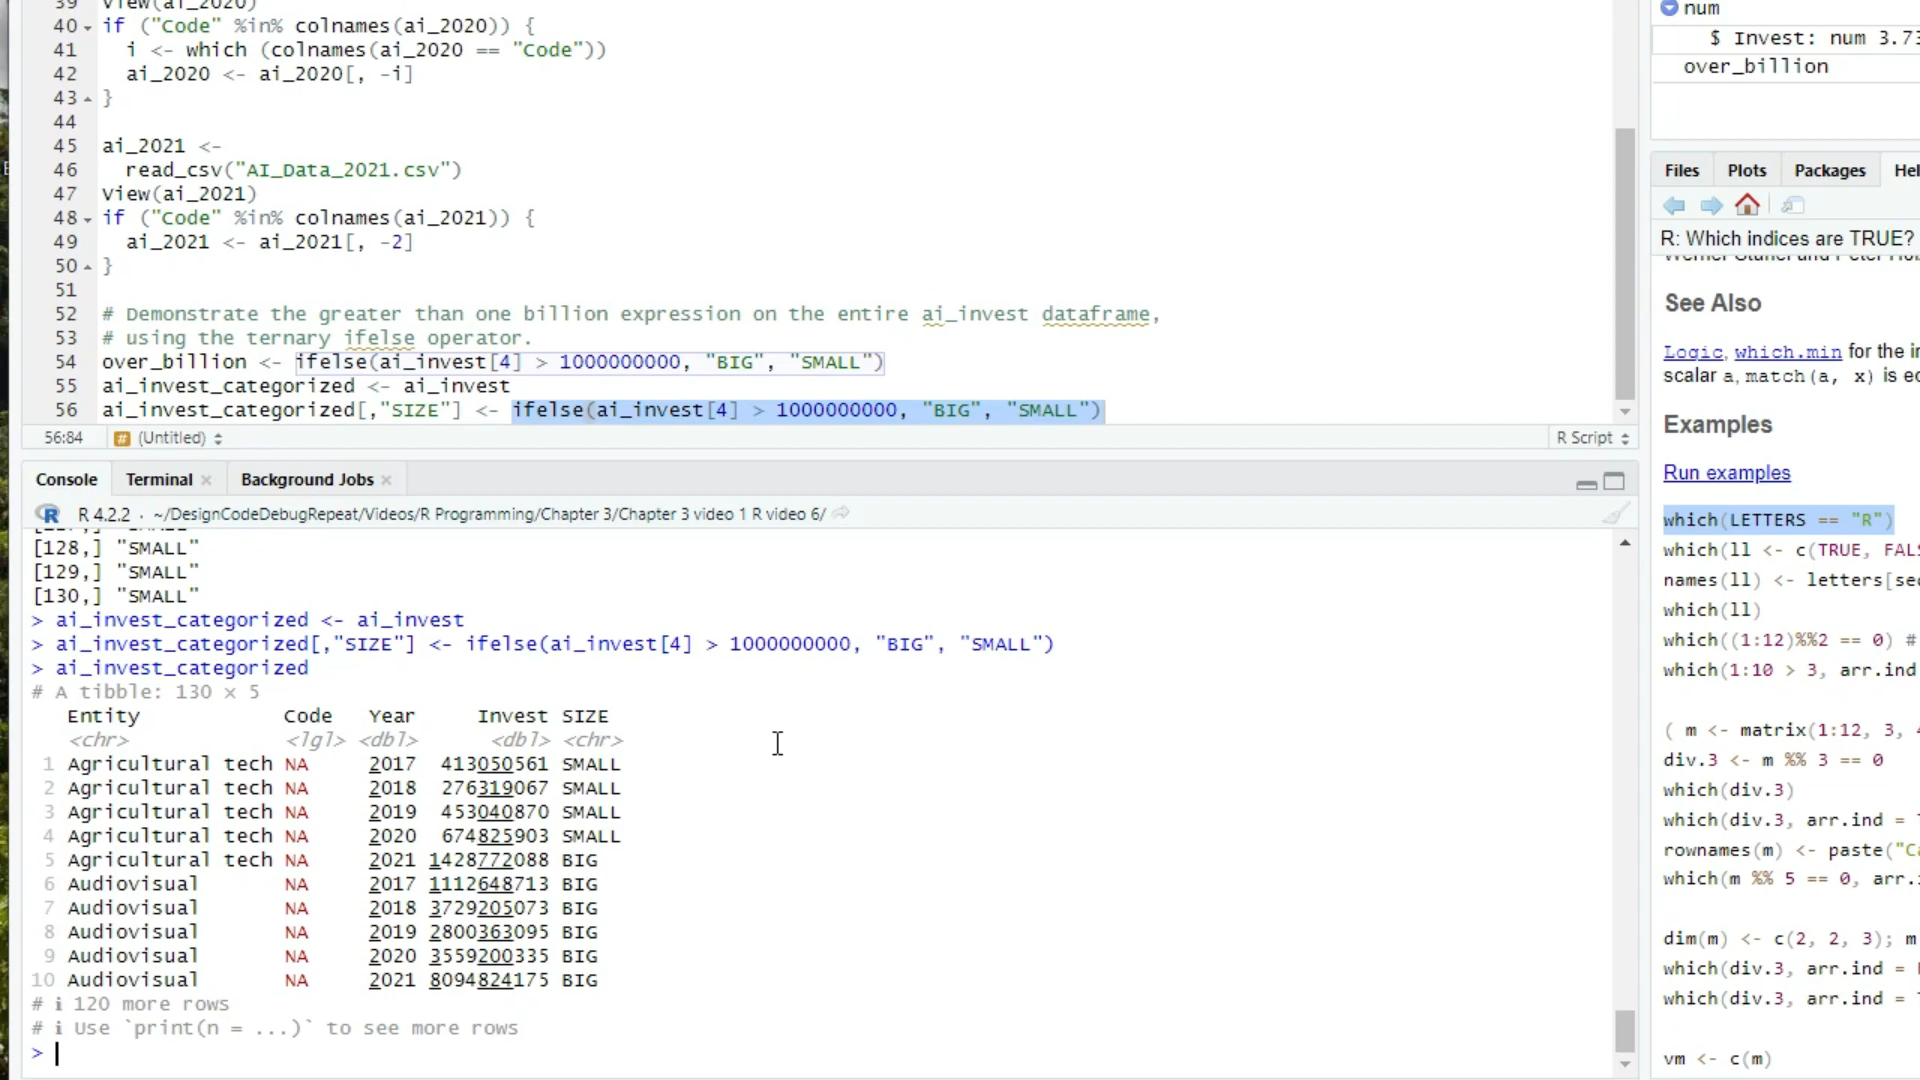 39 View(ai_2020)
40 if ("Code" %in% colnames(ai_2020)) {
41 i <- which (colnames(ai_2020 == "Code"))
42 ai_2020 <- ai_2020[, -i]
43 }
44
45 ai_2021 <-
46 read_csv("AI_Data_2021.csv")
47 View(ai_2021)
48 if ("Code" %in% colnames(ai_2021)) {
49 ai_2021 <- ai_2021[, -2]
50 }
51
52 # Demonstrate the greater than one billion expression on the entire ai_invest dataframe,
53 # using the ternary ifelse operator.
54 over_billion <- ifelse(ai_invest[4] > 1000000000, "BIG", "SMALL")
55 ai_invest_categorized <- ai_invest
56 ai_invest_categorized[,"SIZE"] <- ifelse(ai_invest[4] > 1000000000, "BIG", "SMALL")
56:84 # (Untitled) R Script
Console Terminal Background Jobs
R 4.2.2 · ~/DesignCodeDebugRepeat/Videos/R Programming/Chapter 3/Chapter 3 video 1 R video 6/
[128,] "SMALL"
[129,] "SMALL"
[130,] "SMALL"
> ai_invest_categorized <- ai_invest
> ai_invest_categorized[,"SIZE"] <- ifelse(ai_invest[4] > 1000000000, "BIG", "SMALL")
> ai_invest_categorized
# A tibble: 130 × 5
Entity Code Year Invest SIZE
<chr> <lgl> <dbl> <dbl> <chr>
1 Agricultural tech NA 2017 413050561 SMALL
2 Agricultural tech NA 2018 276319067 SMALL
3 Agricultural tech NA 2019 453040870 SMALL
4 Agricultural tech NA 2020 674825903 SMALL
5 Agricultural tech NA 2021 1428772088 BIG
6 Audiovisual NA 2017 1112648713 BIG
7 Audiovisual NA 2018 3729205073 BIG
8 Audiovisual NA 2019 2800363095 BIG
9 Audiovisual NA 2020 3559200335 BIG
10 Audiovisual NA 2021 8094824175 BIG
# ℹ 120 more rows
# ℹ Use `print(n = ...)` to see more rows
>
num
$ Invest: num 3.73
over_billion
Files Plots Packages Hel
R: Which indices are TRUE?
See Also
Logic, which.min for the in
scalar a, match(a, x) is ec
Examples
Run examples
which(LETTERS == "R")
which(ll <- c(TRUE, FALS
names(ll) <- letters[sec
which(ll)
which((1:12)%%2 == 0) #
which(1:10 > 3, arr.ind
( m <- matrix(1:12, 3, 4
div.3 <- m %% 3 == 0
which(div.3)
which(div.3, arr.ind =
rownames(m) <- paste("Ca
which(m %% 5 == 0, arr.i
dim(m) <- c(2, 2, 3); m
which(div.3, arr.ind =
which(div.3, arr.ind =
vm <- c(m)